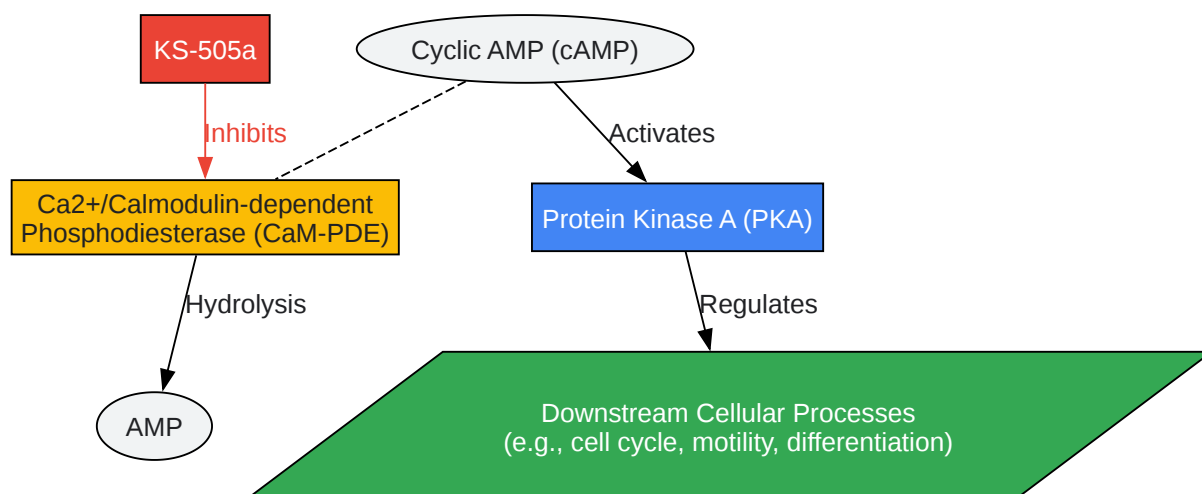 KS-505a
Cyclic AMP (cAMP)
Inhibits
Activates
Ca2+/Calmodulin-dependent
Phosphodiesterase (CaM-PDE)
Protein Kinase A (PKA)
Hydrolysis
Regulates
AMP
Downstream Cellular Processes
(e.g., cell cycle, motility, differentiation)